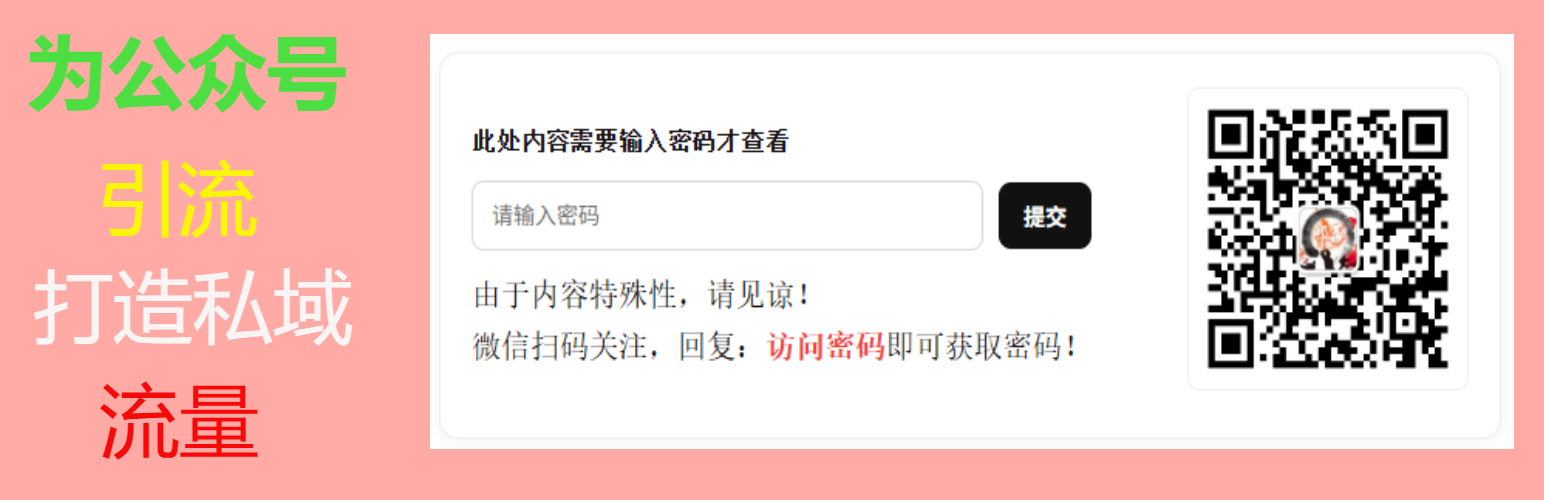 为公众号
引流
打造私域
流量
此处内容需要输入密码才查看
请输入密码
提交
由于内容特殊性，请见谅！
微信扫码关注，回复：访问密码即可获取密码！